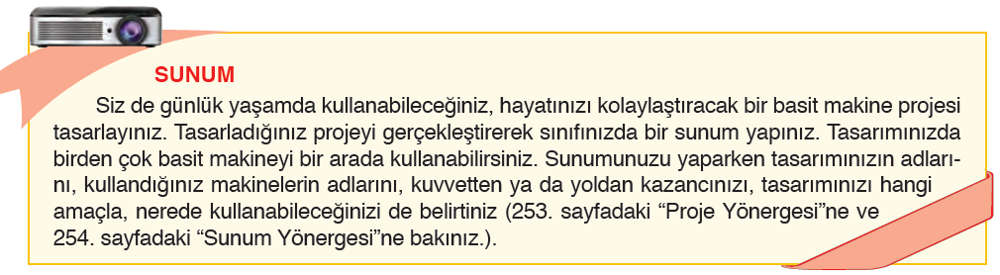 SUNUM
Siz de günlük yaşamda kullanabileceğiniz, hayatınızı kolaylaştıracak bir basit makine projesi
tasarlayınız. Tasarladığınız projeyi gerçekleştirerek sınıfınızda bir sunum yapınız. Tasarımınızda
birden çok basit makineyi bir arada kullanabilirsiniz. Sunumunuzu yaparken tasarımınızın adları-
nı, kullandığınız makinelerin adlarını, kuvvetten ya da yoldan kazancınızı, tasarımınızı hangi
amaçla, nerede kullanabileceğinizi de belirtiniz (253. sayfadaki “Proje Yönergesi”ne ve
254. sayfadaki “Sunum Yönergesi”ne bakınız.).